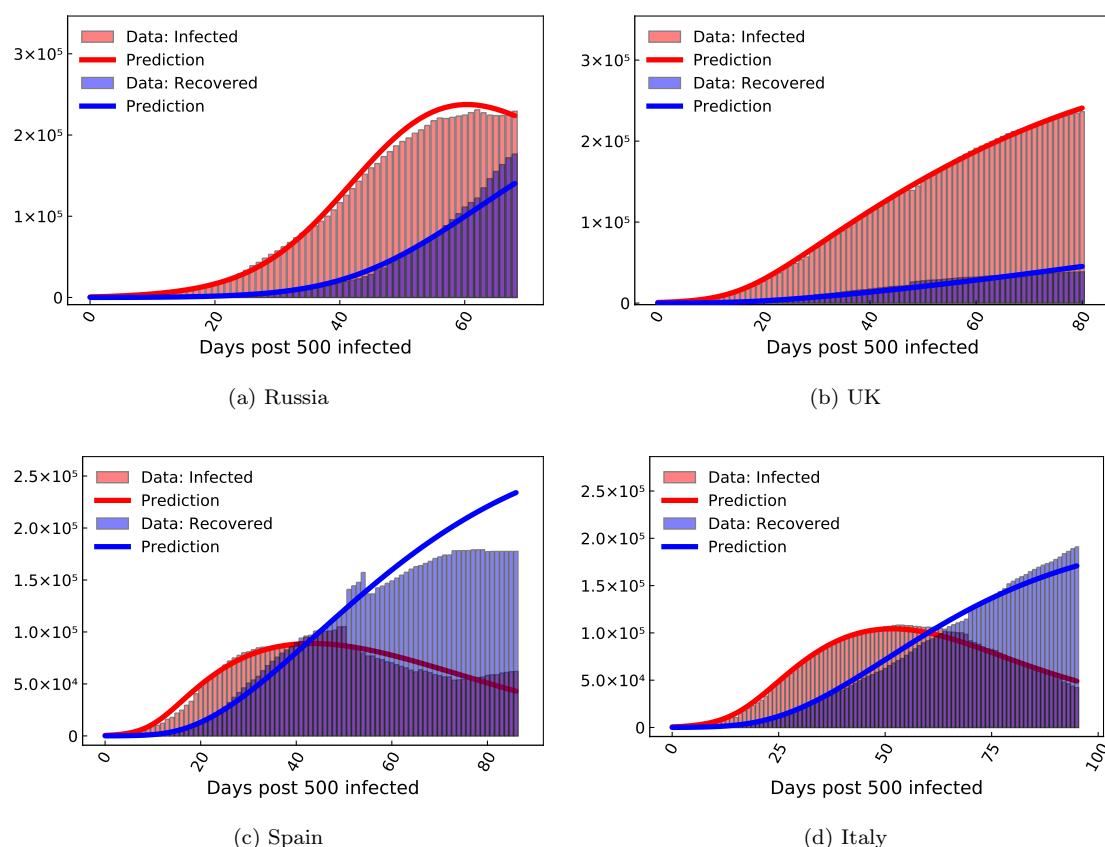 Data: Infected
Prediction
Data: Recovered
Prediction
3×10⁵
2×10⁵
1×10⁵
0
0
20
40
60
Days post 500 infected
(a) Russia
Data: Infected
Prediction
Data: Recovered
Prediction
3×10⁵
2×10⁵
1×10⁵
0
0
20
40
60
80
Days post 500 infected
(b) UK
Data: Infected
Prediction
Data: Recovered
Prediction
2.5×10⁵
2.0×10⁵
1.5×10⁵
1.0×10⁵
5.0×10⁴
0
0
20
40
60
80
Days post 500 infected
(c) Spain
Data: Infected
Prediction
Data: Recovered
Prediction
2.5×10⁵
2.0×10⁵
1.5×10⁵
1.0×10⁵
5.0×10⁴
0
0
25
50
75
100
Days post 500 infected
(d) Italy